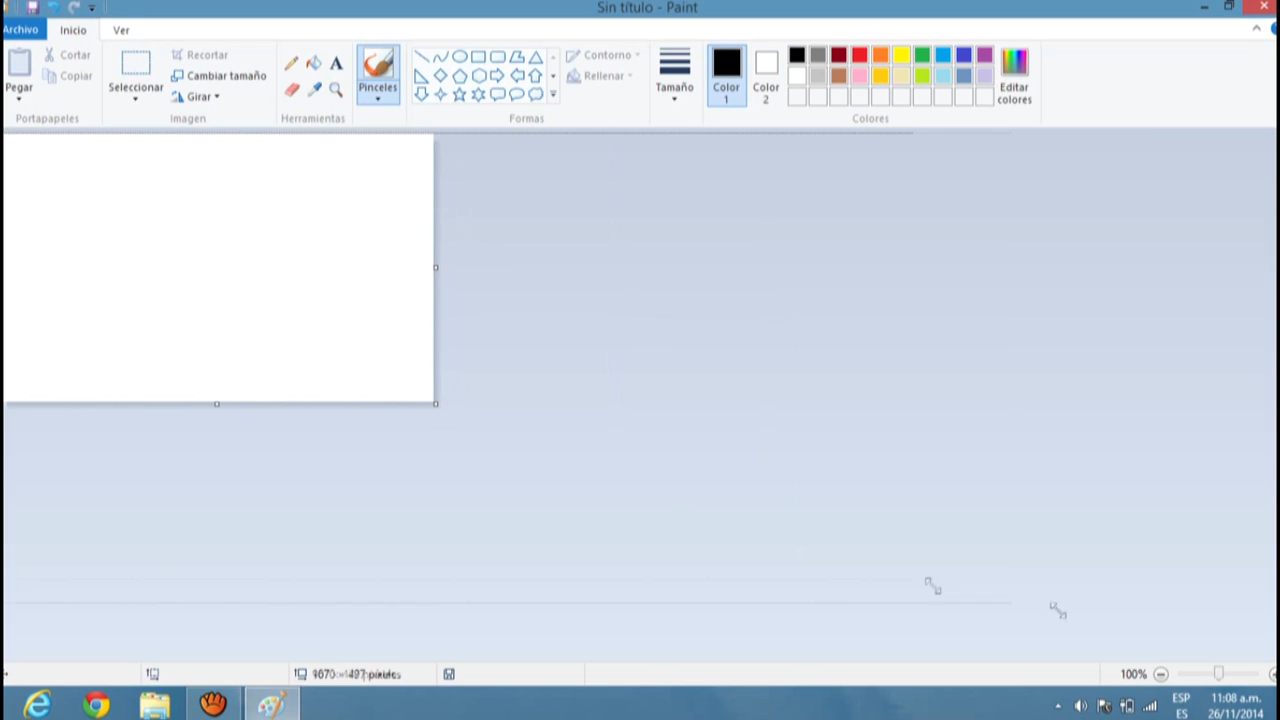 Sin título - Paint
Archivo Inicio Ver
Pegar
Cortar
Copiar
Portapapeles
Seleccionar
Recortar
Cambiar tamaño
Girar
Imagen
A
Herramientas
Pinceles
Contorno
Rellenar
Formas
Tamaño
Color 1
Color 2
Editar colores
Colores
100%
ESP
ES
11:08 a.m.
26/11/2014